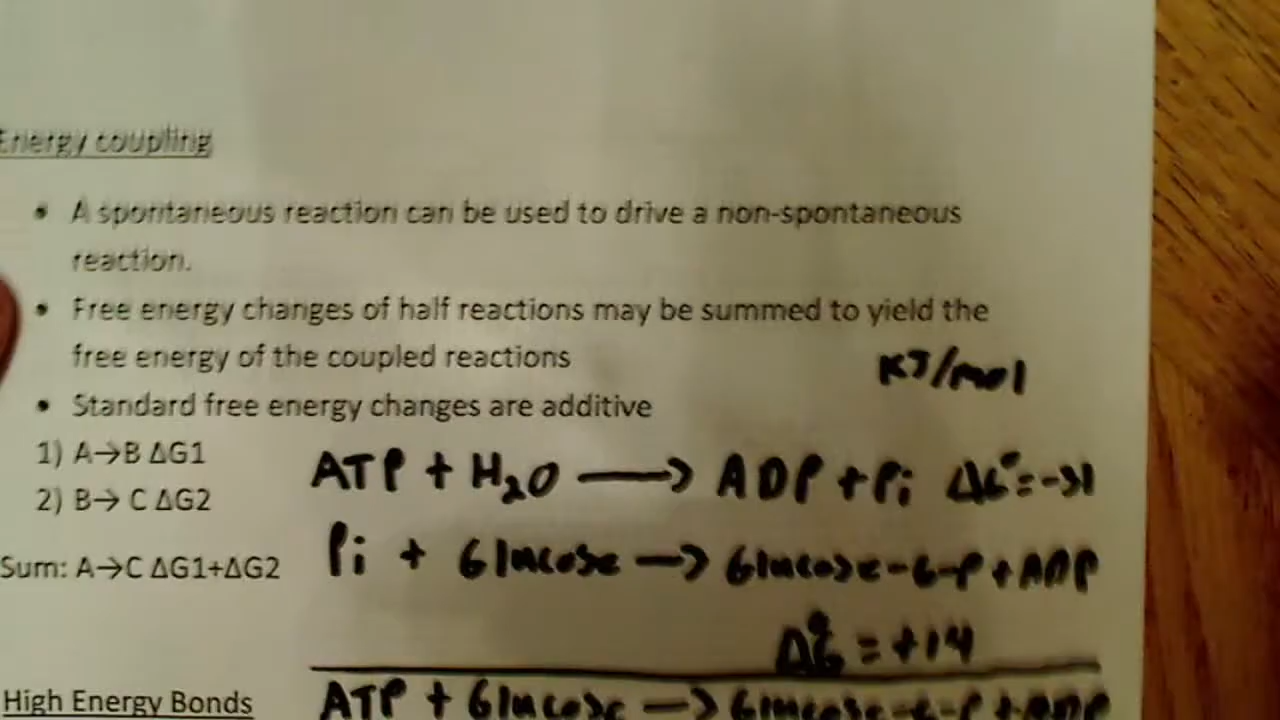 Energy coupling
• A spontaneous reaction can be used to drive a non-spontaneous
reaction.
• Free energy changes of half reactions may be summed to yield the
free energy of the coupled reactions
KJ/mol
• Standard free energy changes are additive
1) A→B ΔG1
ATP + H₂O → ADP + Pi ΔG°=-31
2) B→ C ΔG2
Pi + Glucose → Glucose-6-P + ADP
Sum: A→C ΔG1+ΔG2
ΔG° = +14
High Energy Bonds
ATP + Glucose → Glucose-6-P + ADP